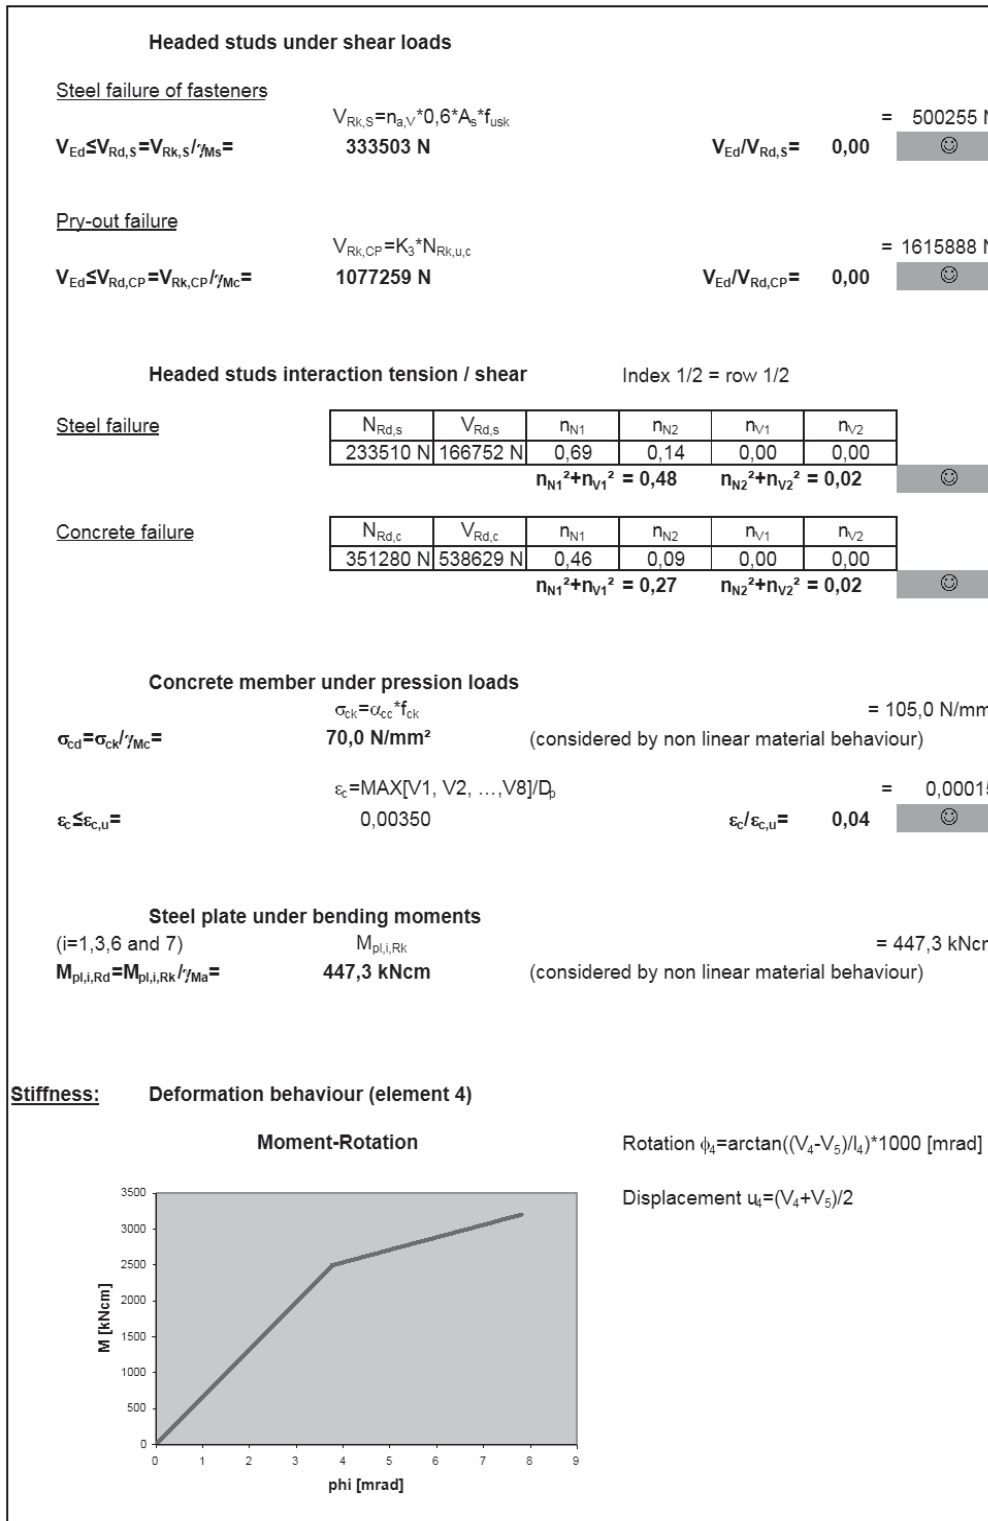 Headed studs under shear loads
Steel failure of fasteners
V_Rk,S=n_a,V*0,6*A_s*f_usk = 500255 N
V_Ed≤V_Rd,S=V_Rk,S/γ_Ms= 333503 N V_Ed/V_Rd,S= 0,00 ☺
Pry-out failure
V_Rk,CP=K_3*N_Rk,u,c = 1615888 N
V_Ed≤V_Rd,CP=V_Rk,CP/γ_Mc= 1077259 N V_Ed/V_Rd,CP= 0,00 ☺
Headed studs interaction tension / shear Index 1/2 = row 1/2
Steel failure N_Rd,s V_Rd,s n_N1 n_N2 n_V1 n_V2
233510 N 166752 N 0,69 0,14 0,00 0,00
n_N1²+n_V1² = 0,48 n_N2²+n_V2² = 0,02 ☺
Concrete failure N_Rd,c V_Rd,c n_N1 n_N2 n_V1 n_V2
351280 N 538629 N 0,46 0,09 0,00 0,00
n_N1²+n_V1² = 0,27 n_N2²+n_V2² = 0,02 ☺
Concrete member under pression loads
σ_ck=α_cc*f_ck = 105,0 N/mm
σ_cd=σ_ck/γ_Mc= 70,0 N/mm² (considered by non linear material behaviour)
ε_c=MAX[V1, V2, ...,V8]/D_p = 0,00015
ε_c≤ε_c,u= 0,00350 ε_c/ε_c,u= 0,04 ☺
Steel plate under bending moments
(i=1,3,6 and 7) M_pl,i,Rk = 447,3 kNcm
M_pl,i,Rd=M_pl,i,Rk/γ_Ma= 447,3 kNcm (considered by non linear material behaviour)
Stiffness: Deformation behaviour (element 4)
Moment-Rotation
Rotation ϕ_4=arctan((V_4-V_5)/l_4)*1000 [mrad]
Displacement u_4=(V_4+V_5)/2
3500
3000
2500
2000
1500
1000
500
0
M [kNcm]
0 1 2 3 4 5 6 7 8 9
phi [mrad]